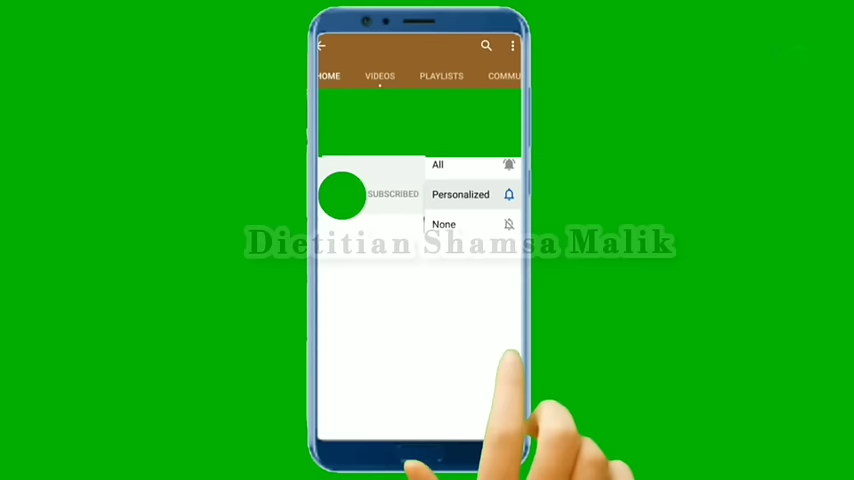 HOME VIDEOS PLAYLISTS COMMU
All
SUBSCRIBED Personalized
None
Dietitian Shamsa Malik